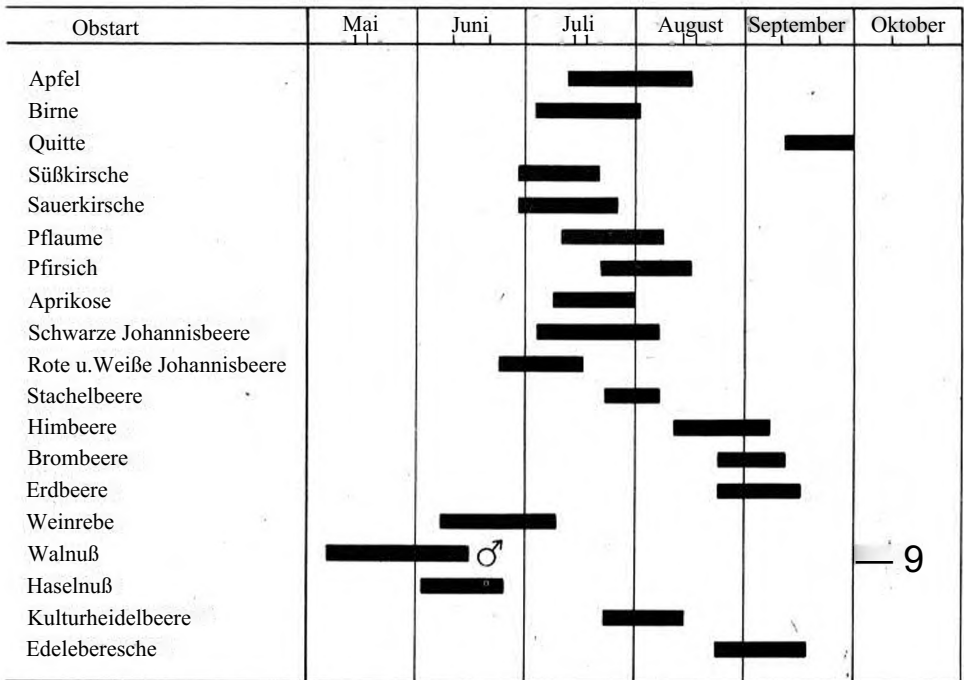 Obstart Mai Juni Juli August September Oktober
Apfel
Birne
Quitte
Süßkirsche
Sauerkirsche
Pflaume
Pfirsich
Aprikose
Schwarze Johannisbeere
Rote u.Weiße Johannisbeere
Stachelbeere
Himbeere
Brombeere
Erdbeere
Weinrebe
Walnuß ♂ — 9
Haselnuß
Kulturheidelbeere
Edeleberesche